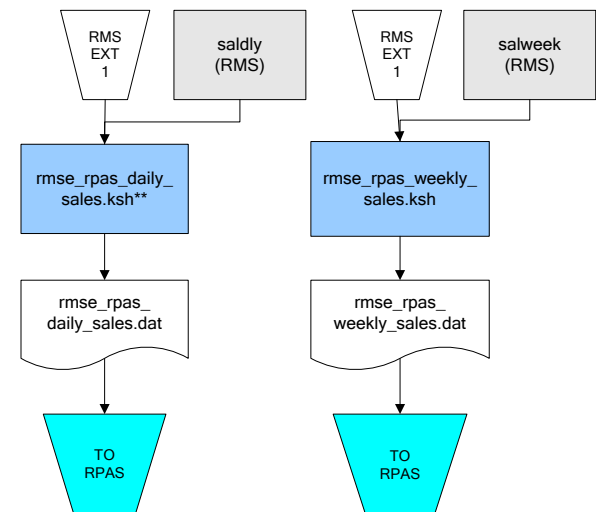 RMS
EXT
1
saldly
(RMS)
RMS
EXT
1
salweek
(RMS)
rmse_rpas_daily_
sales.ksh**
rmse_rpas_weekly_
sales.ksh
rmse_rpas_
daily_sales.dat
rmse_rpas_
weekly_sales.dat
TO
RPAS
TO
RPAS